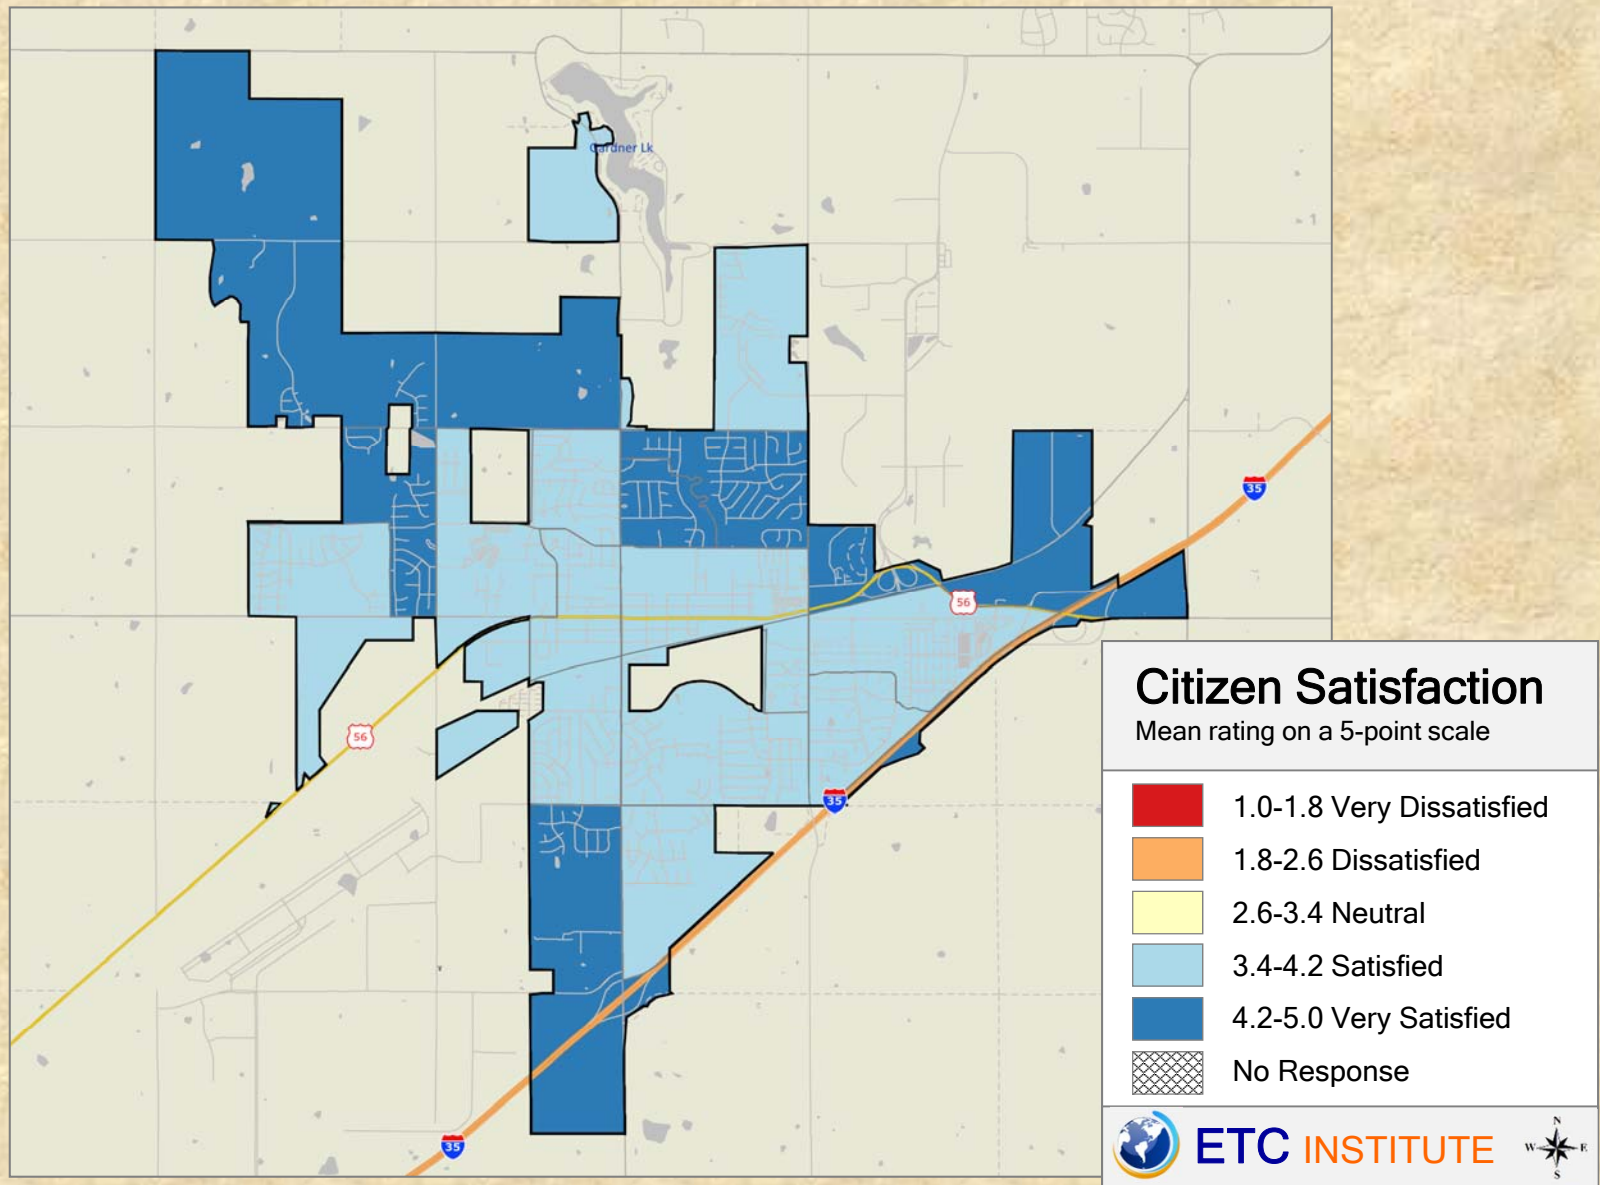 Gardner Lk
1
35
56
56
35
35
Citizen Satisfaction
Mean rating on a 5-point scale
1.0-1.8 Very Dissatisfied
1.8-2.6 Dissatisfied
2.6-3.4 Neutral
3.4-4.2 Satisfied
4.2-5.0 Very Satisfied
No Response
ETC INSTITUTE
N
W E
S